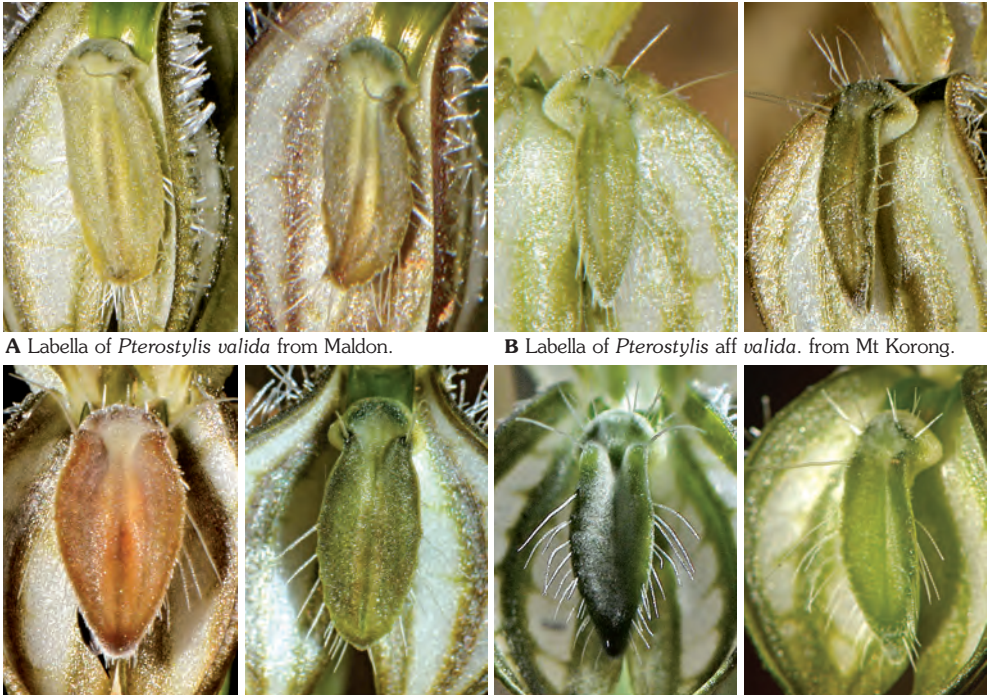 A Labella of Pterostylis valida from Maldon.
B Labella of Pterostylis aff valida. from Mt Korong.